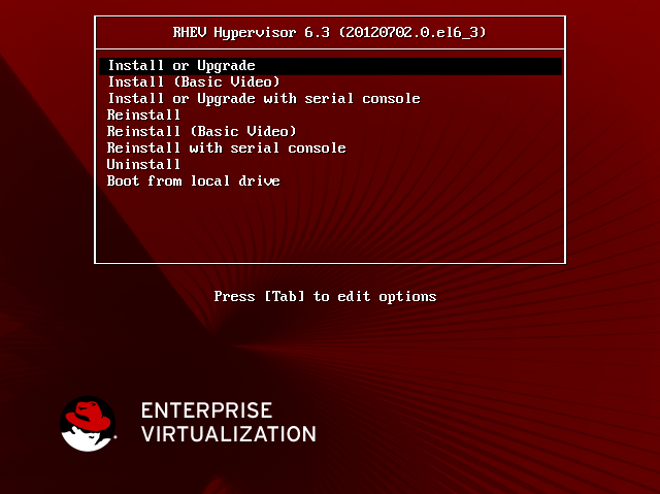 RHEV Hypervisor 6.3 (20120702.0.el6_3)
Install or Upgrade
Install (Basic Video)
Install or Upgrade with serial console
Reinstall
Reinstall (Basic Video)
Reinstall with serial console
Uninstall
Boot from local drive
Press [Tab] to edit options
ENTERPRISE
VIRTUALIZATION